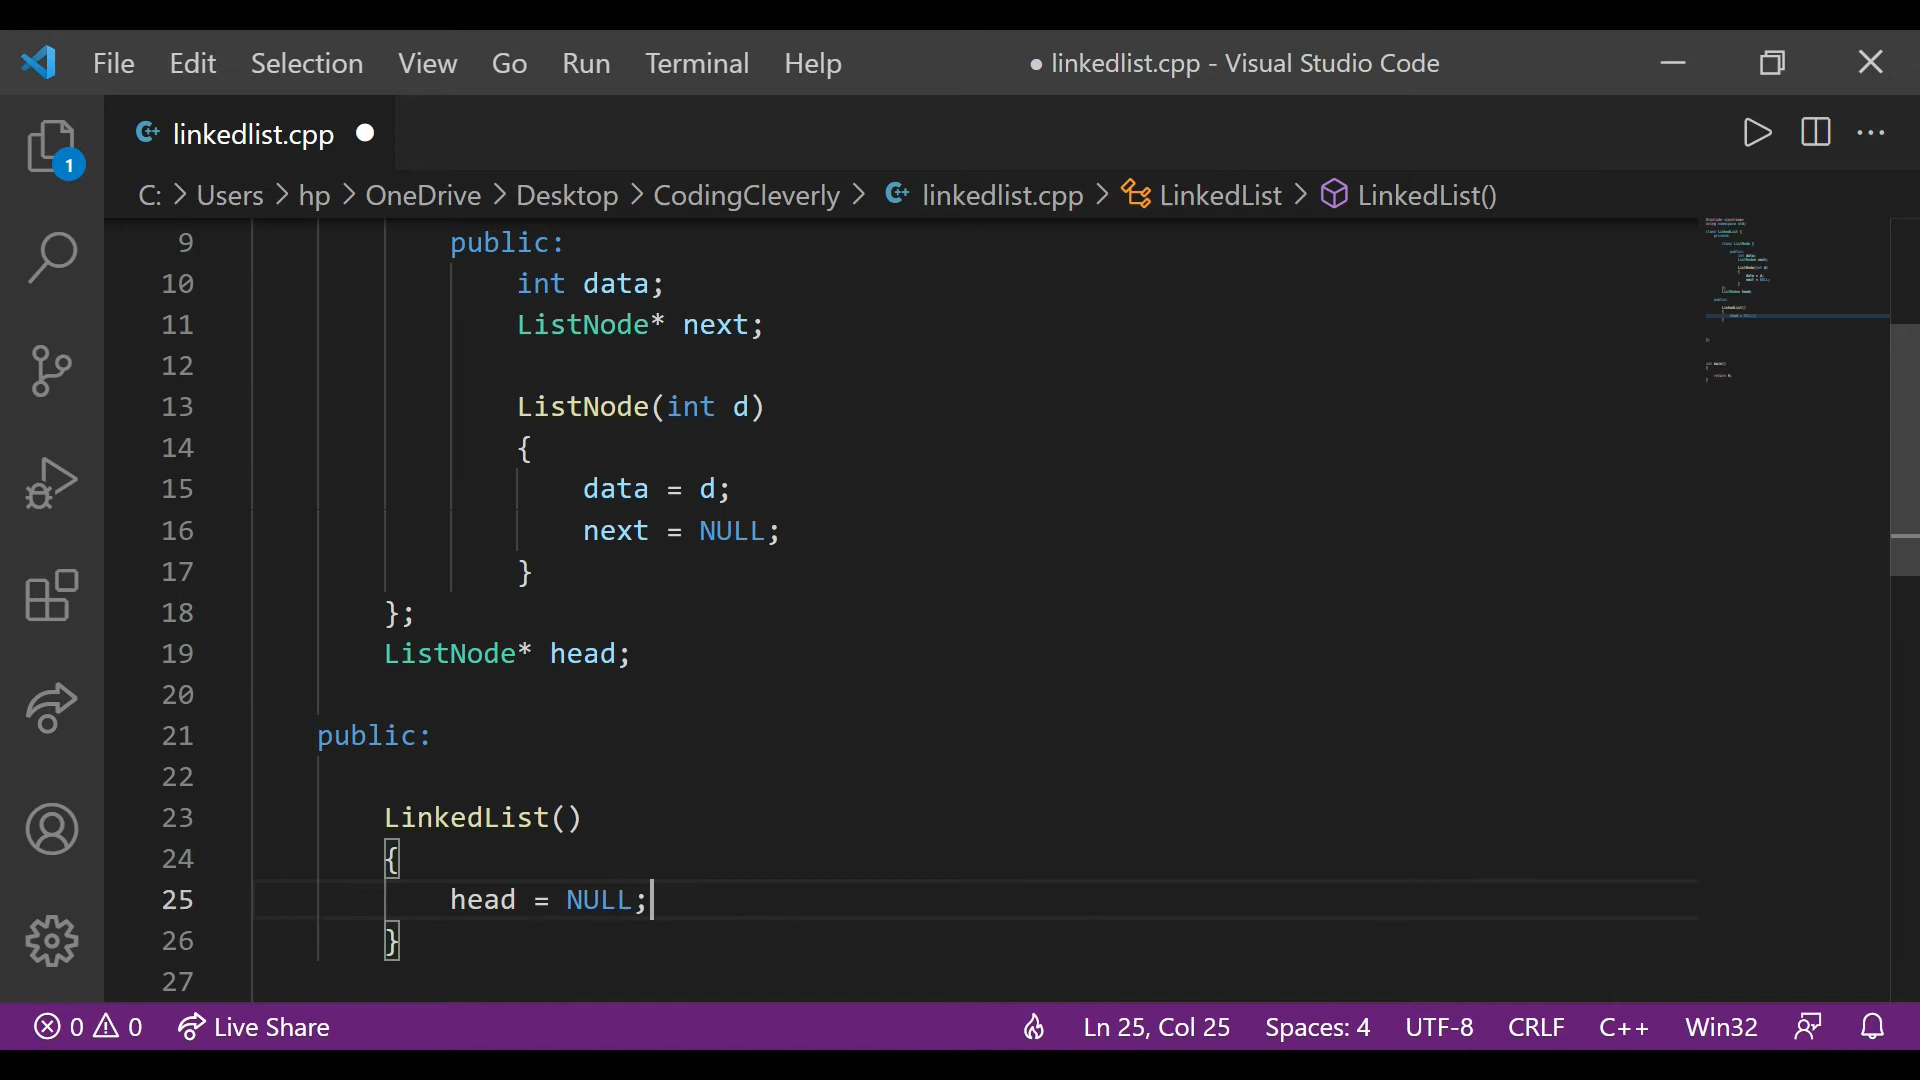 File Edit Selection View Go Run Terminal Help ● linkedlist.cpp - Visual Studio Code
linkedlist.cpp ●
C: > Users > hp > OneDrive > Desktop > CodingCleverly > linkedlist.cpp > LinkedList > LinkedList()
1
9 public:
10 int data;
11 ListNode* next;
12
13 ListNode(int d)
14 {
15 data = d;
16 next = NULL;
17 }
18 };
19 ListNode* head;
20
21 public:
22
23 LinkedList()
24 {
25 head = NULL;
26 }
27
0 0 Live Share Ln 25, Col 25 Spaces: 4 UTF-8 CRLF C++ Win32